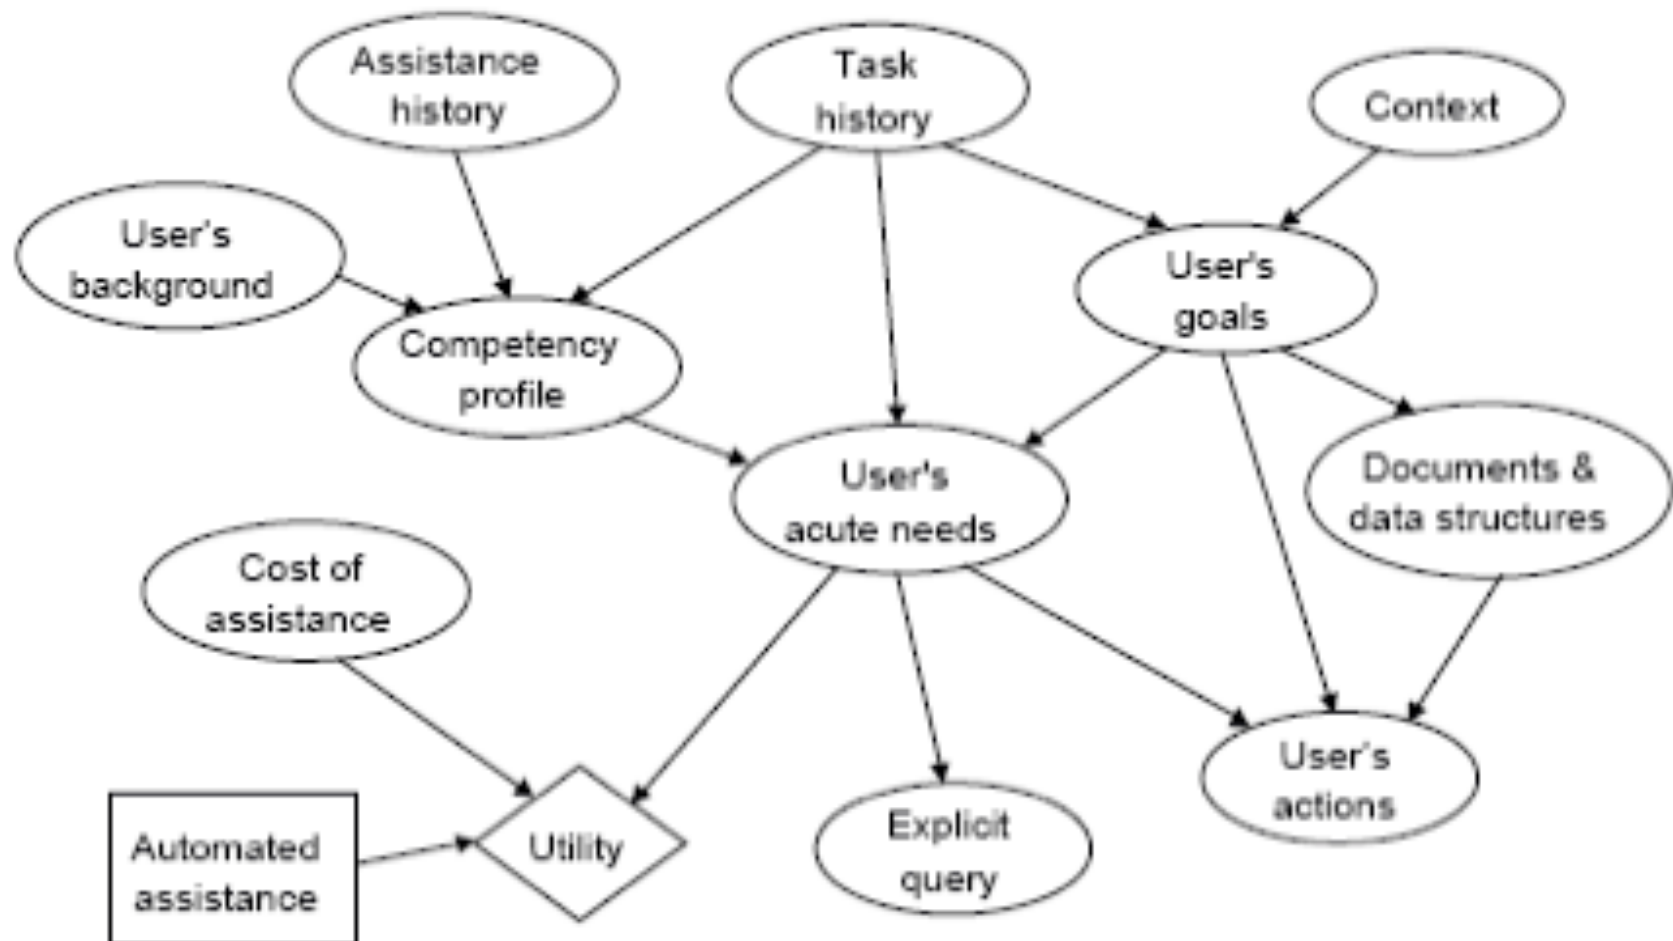 Assistance
history
Task
history
Context
User's
background
User's
goals
Competency
profile
User's
acute needs
Documents &
data structures
Cost of
assistance
User's
actions
Automated
assistance
Utility
Explicit
query